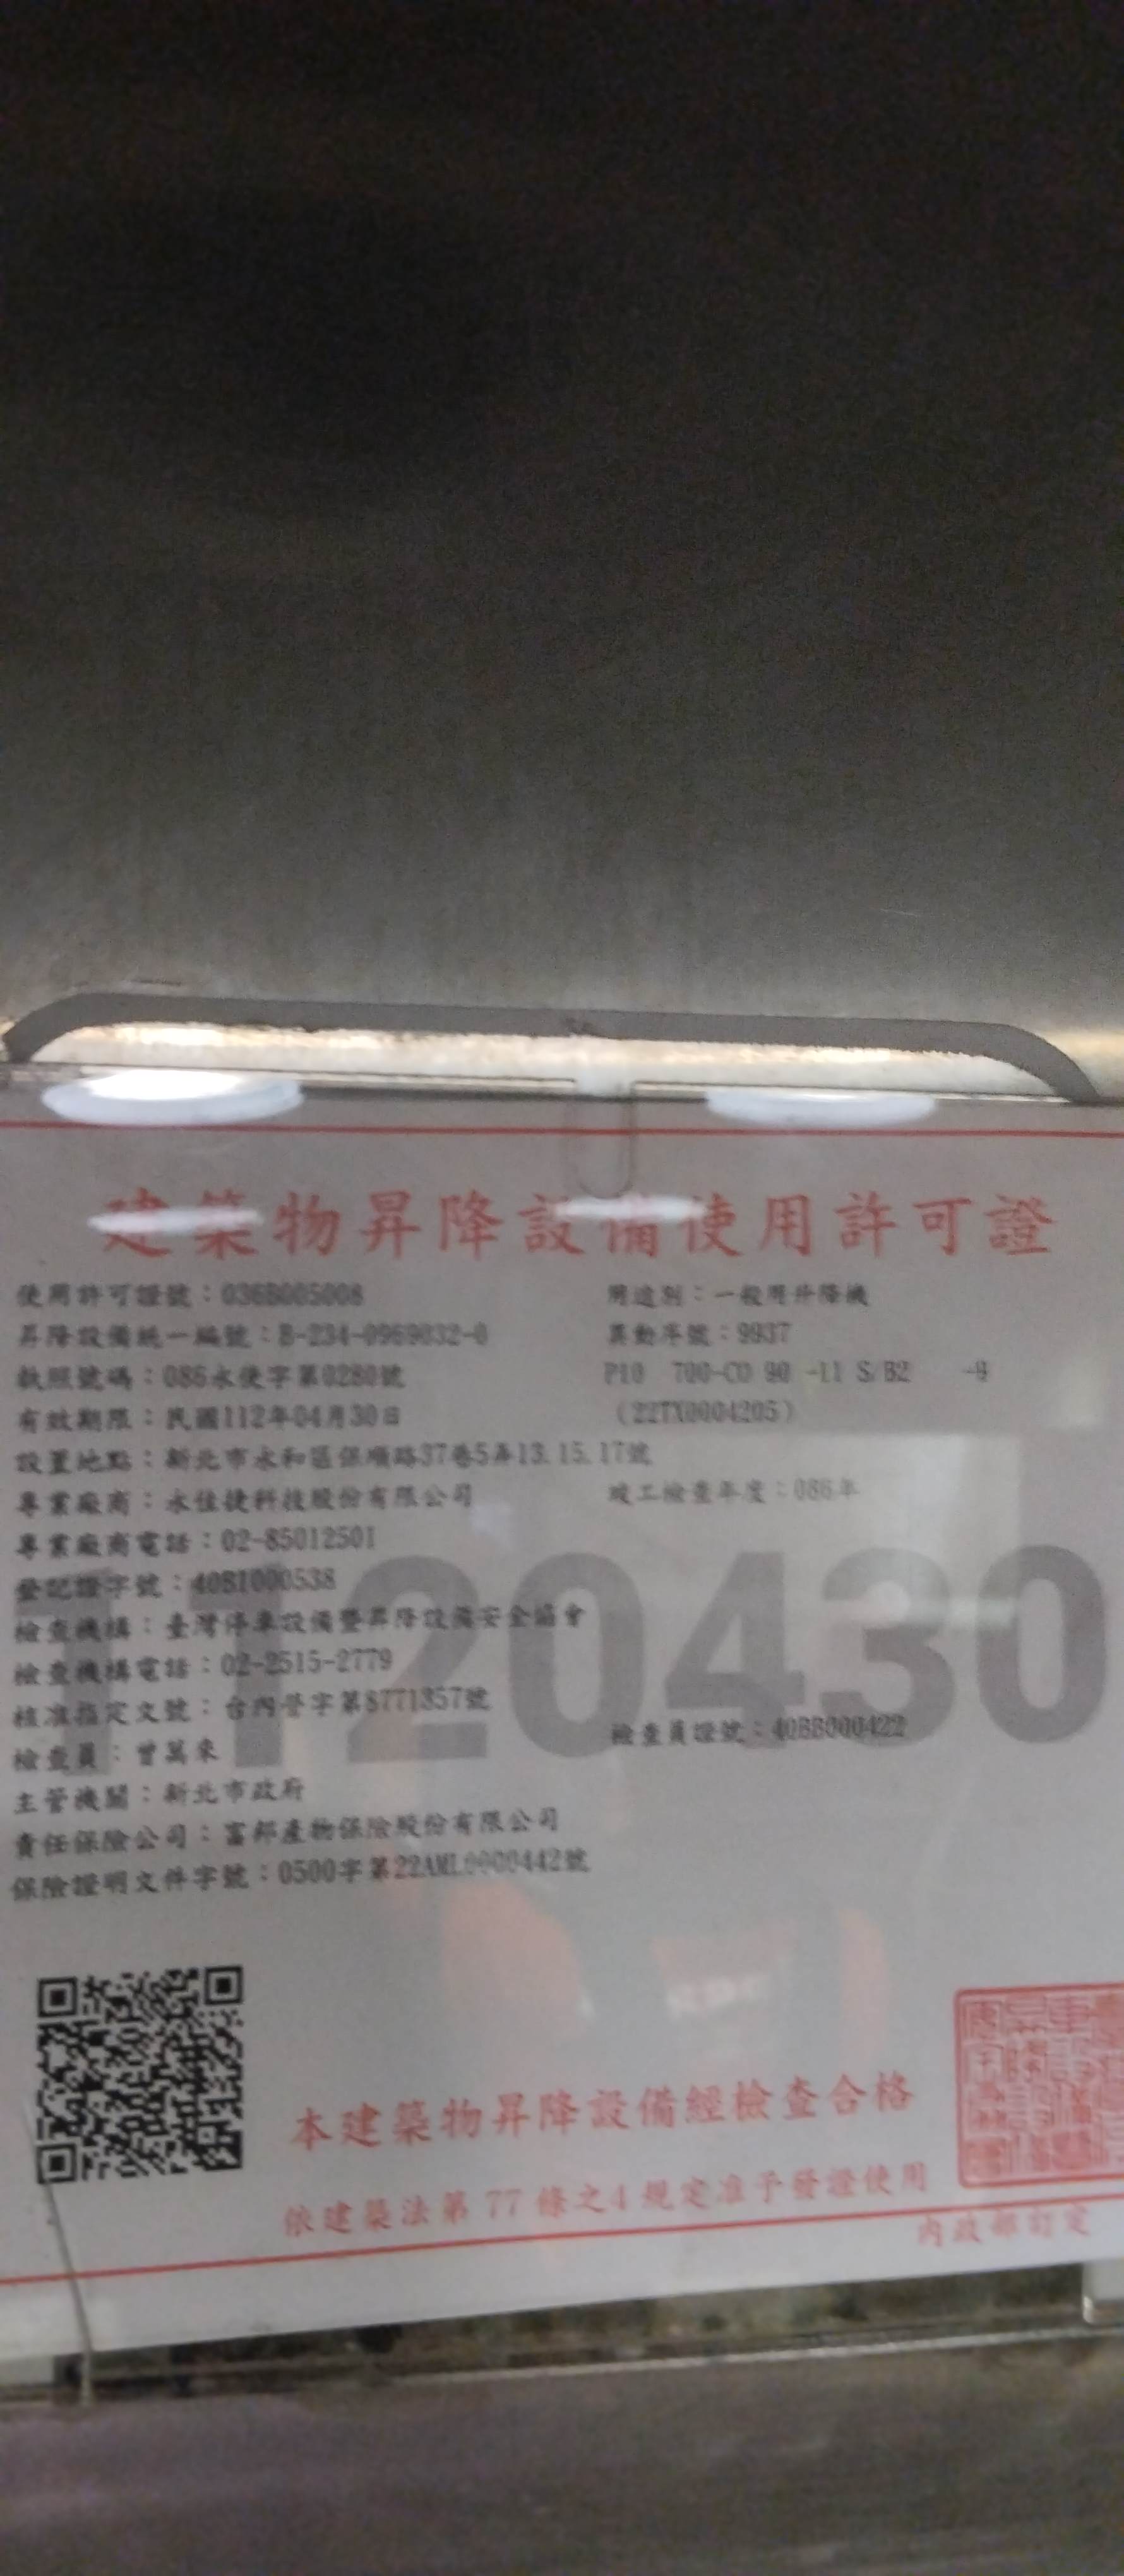 建築物昇降設備使用許可證
使用許可證號：036B005008
用途別：一般用升降機
昇降設備統一編號：B-234-0969032-0
異動序號：9937
執照號碼：086永使字第0280號
P10 700-CO 90 -11 S/B2 -9
有效期限：民國112年04月30日
（22TX0004205）
設置地點：新北市永和區保順路37巷5弄13.15.17號
專業廠商：永佳捷科技股份有限公司
竣工檢查年度：086年
專業廠商電話：02-85012501
登記證字號：40B1000538
1120430
檢查機構：臺灣停車設備暨昇降設備安全協會
檢查機構電話：02-2515-2779
核准指定文號：台內營字第8771357號
檢查員：曾萬來
檢查員證號：40BB000422
主管機關：新北市政府
責任保險公司：富邦產物保險股份有限公司
保險證明文件字號：0500字第22AML0000442號
本建築物昇降設備經檢查合格
依建築法第 77 條之4 規定准予發證使用
內政部訂定